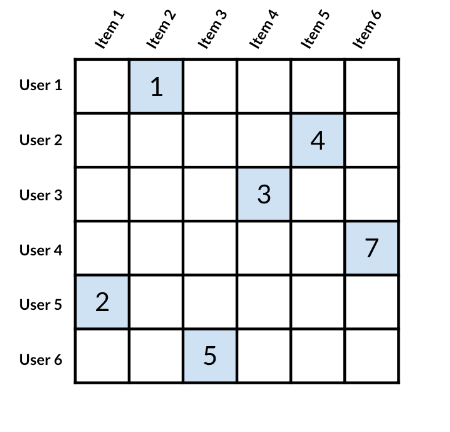 Item 1 Item 2 Item 3 Item 4 Item 5 Item 6
User 1 1
User 2 4
User 3 3
User 4 7
User 5 2
User 6 5